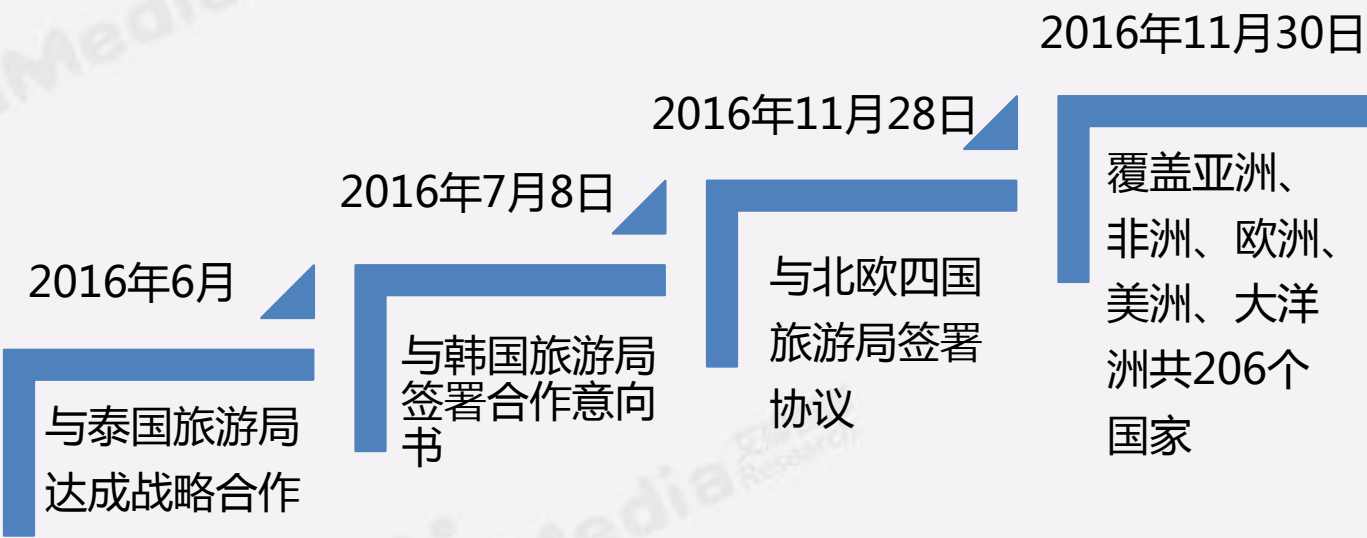 2016年6月
与泰国旅游局
达成战略合作
2016年7月8日
与韩国旅游局
签署合作意向
书
2016年11月28日
与北欧四国
旅游局签署
协议
2016年11月30日
覆盖亚洲、
非洲、欧洲、
美洲、大洋
洲共206个
国家